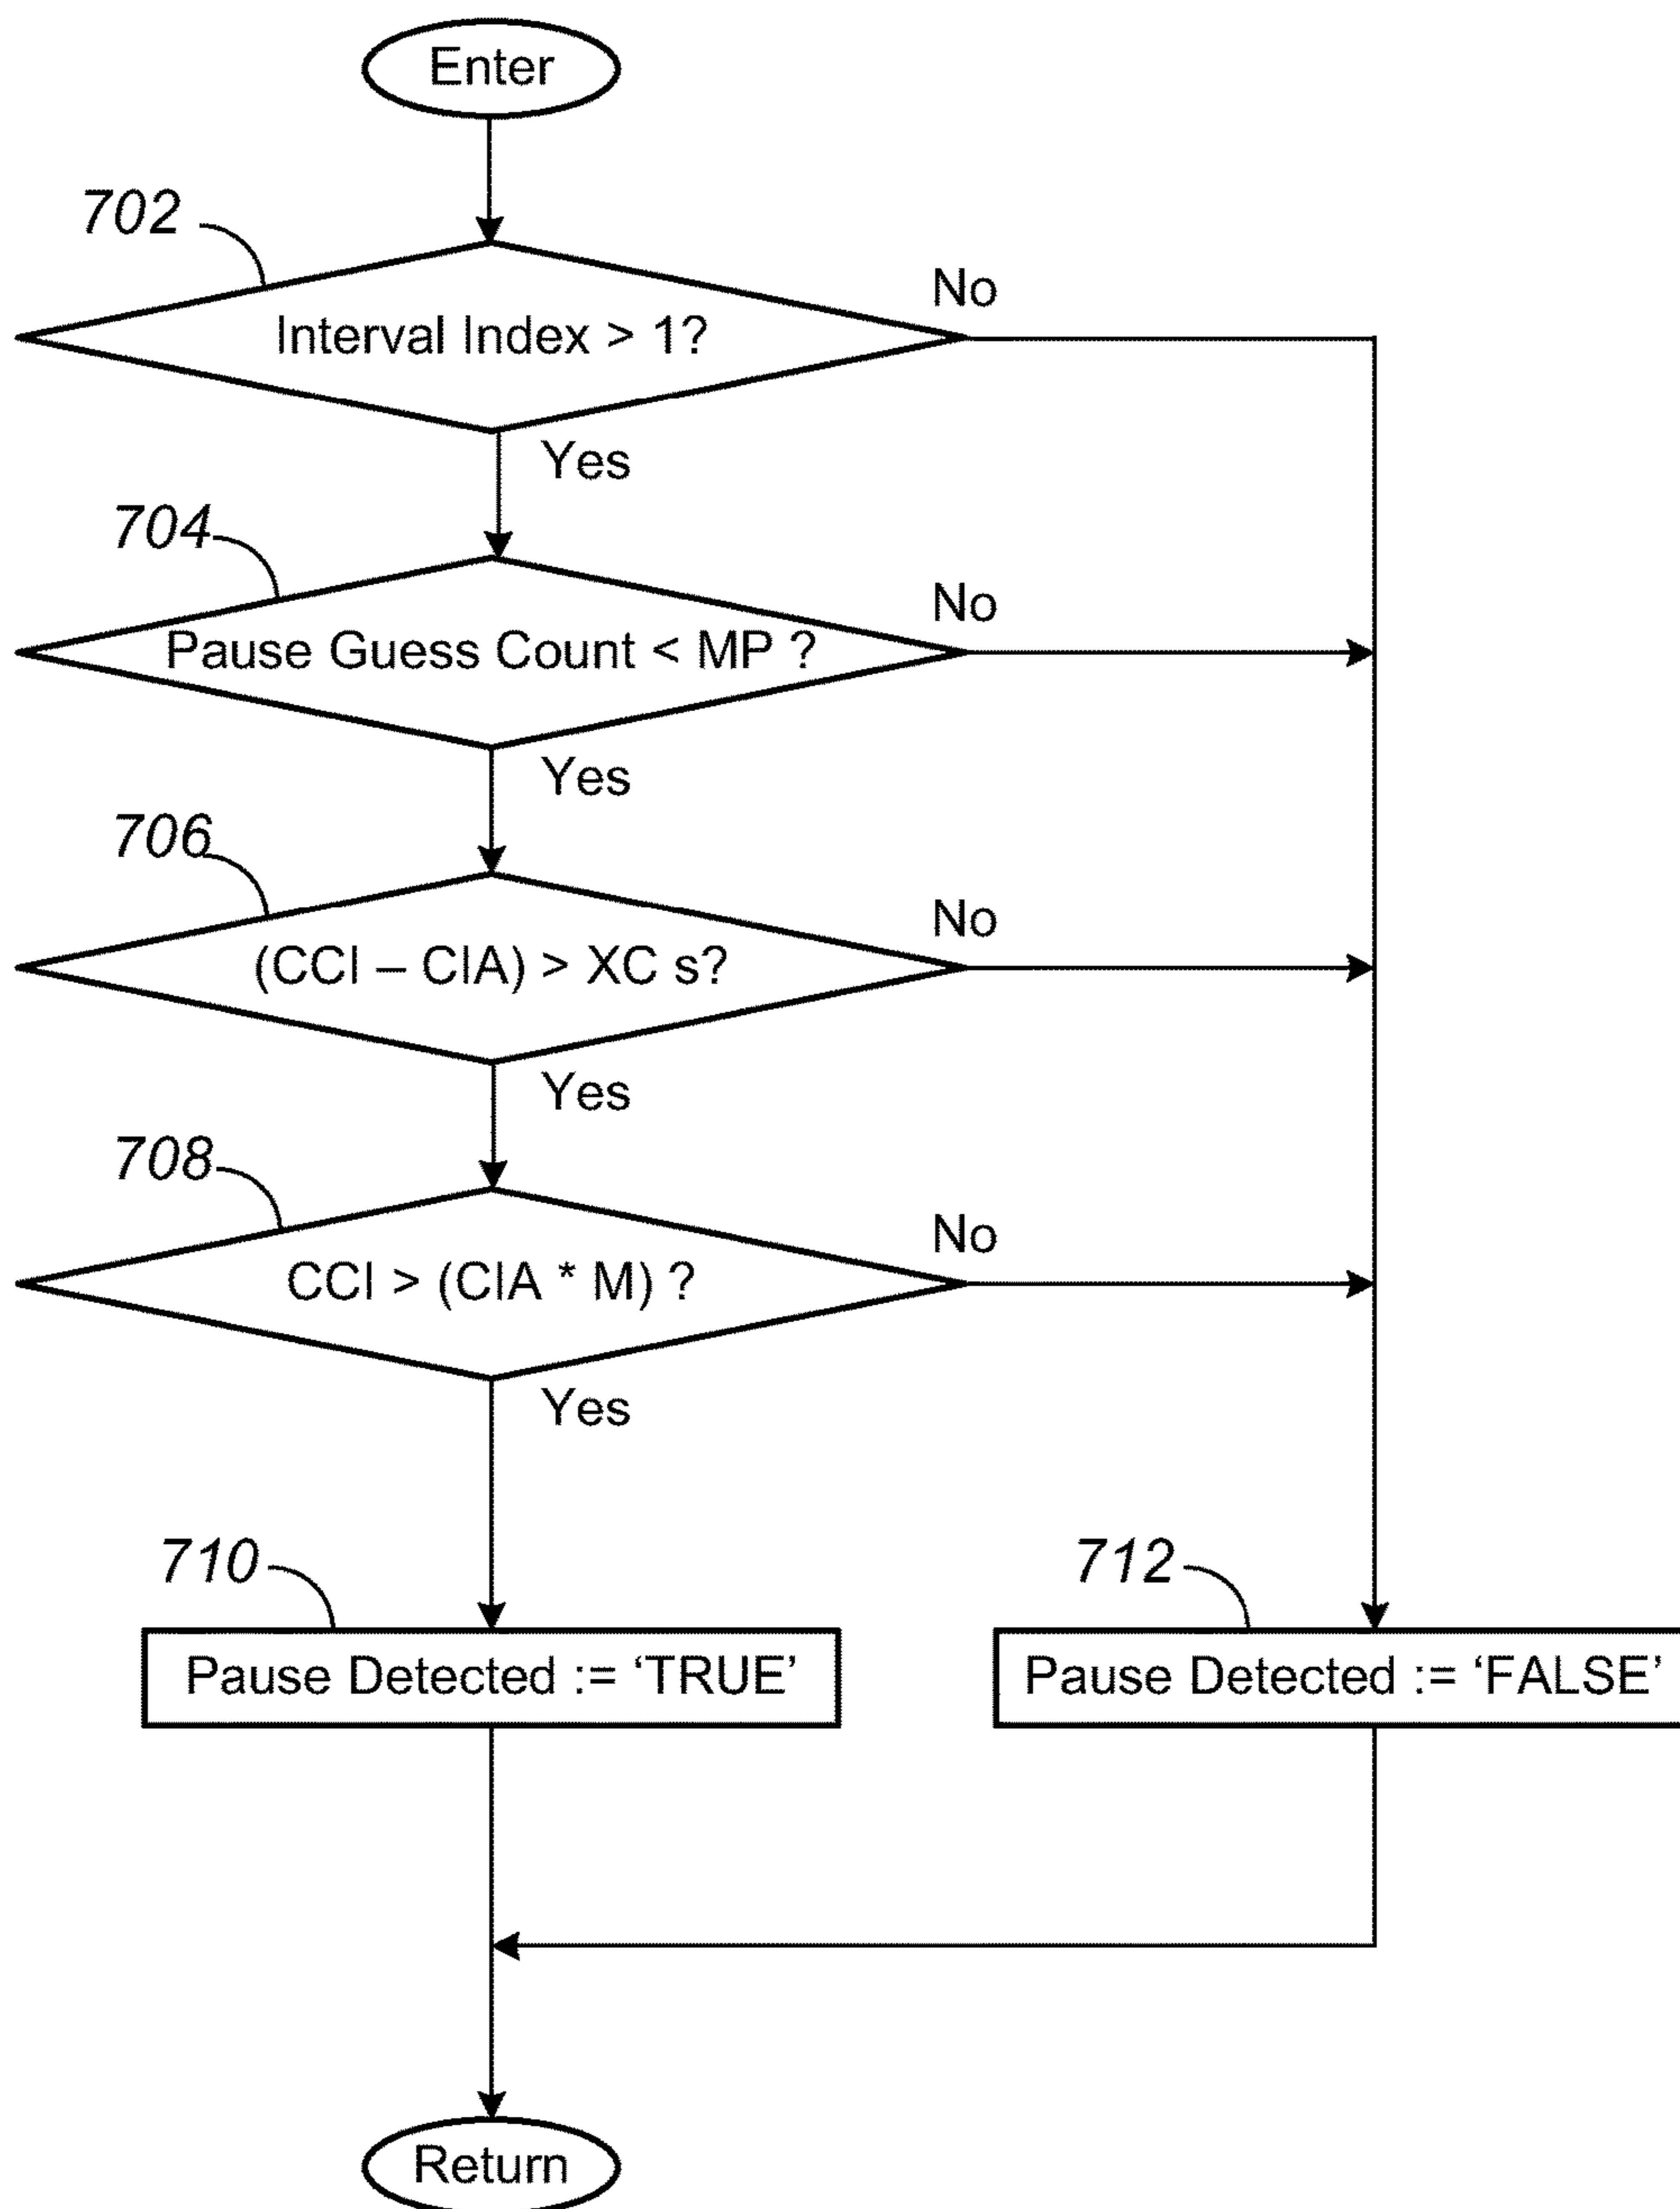 Enter
702
Interval Index > 1?
No
Yes
704
Pause Guess Count < MP ?
No
Yes
706
(CCI – CIA) > XC s?
No
Yes
708
CCI > (CIA * M) ?
No
Yes
710
Pause Detected := ‘TRUE’
712
Pause Detected := ‘FALSE’
Return